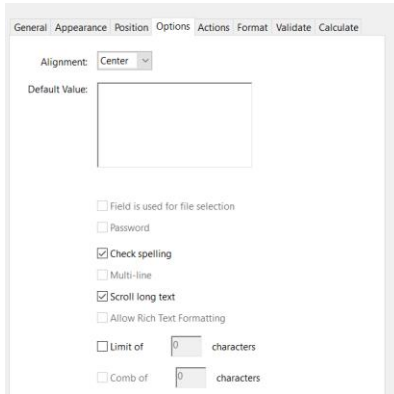 General Appearance Position Options Actions Format Validate Calculate
Alignment: Center
Default Value:
Field is used for file selection
Password
Check spelling
Multi-line
Scroll long text
Allow Rich Text Formatting
Limit of 0 characters
Comb of 0 characters